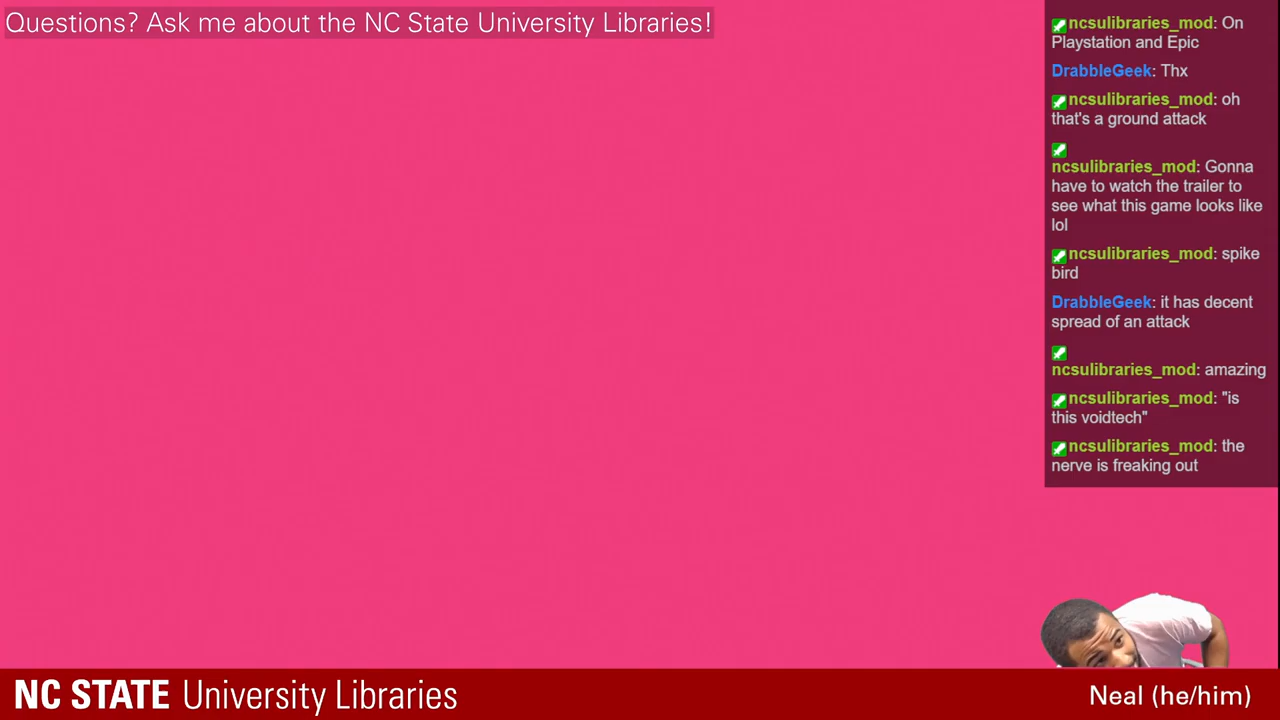 Questions? Ask me about the NC State University Libraries!
ncsulibraries_mod: On
Playstation and Epic
DrabbleGeek: Thx
ncsulibraries_mod: oh
that's a ground attack
ncsulibraries_mod: Gonna
have to watch the trailer to
see what this game looks like
lol
ncsulibraries_mod: spike
bird
DrabbleGeek: it has decent
spread of an attack
ncsulibraries_mod: amazing
ncsulibraries_mod: "is
this voidtech"
ncsulibraries_mod: the
nerve is freaking out
NC STATE University Libraries
Neal (he/him)